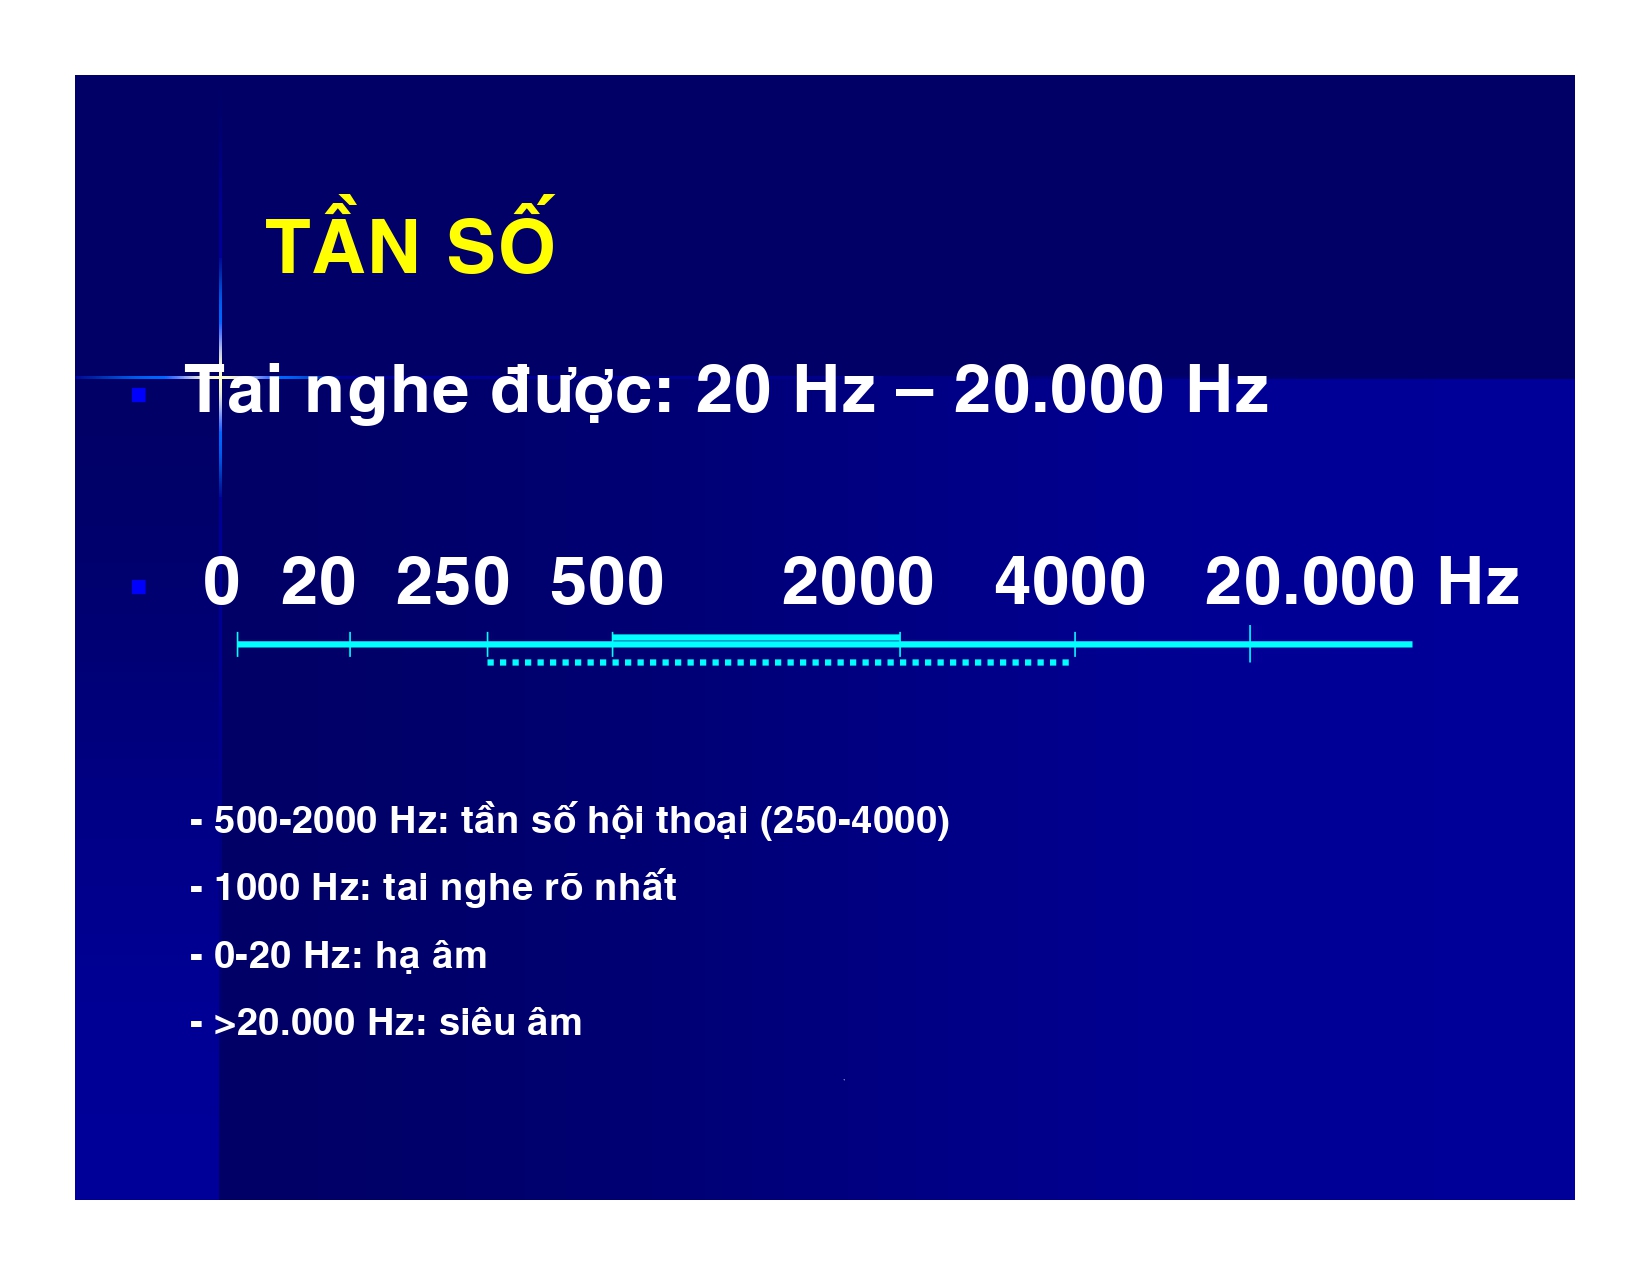 TẦN SỐ
Tai nghe được: 20 Hz – 20.000 Hz
0 20 250 500 2000 4000 20.000 Hz
- 500-2000 Hz: tần số hội thoại (250-4000)
- 1000 Hz: tai nghe rõ nhất
- 0-20 Hz: hạ âm
- >20.000 Hz: siêu âm